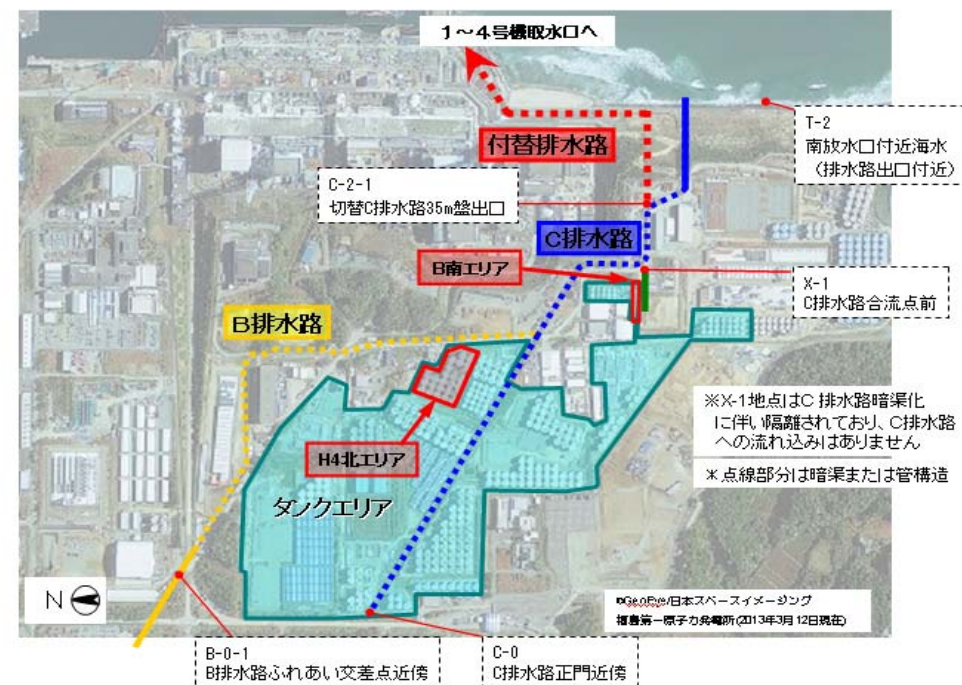 1～4号機取水口へ
付替排水路
T-2
南放水口付近海水
(排水路出口付近)
C-2-1
切替C排水路35m盤出口
C排水路
B南エリア
X-1
C排水路合流点前
B排水路
※X-1地点はC排水路暗渠化
に伴い隔離されており、C排水路
への流れ込みはありません
H4北エリア
＊点線部分は暗渠または管構造
タンクエリア
N
©GeoEye/日本スペースイメージング
福島第一原子力発電所(2013年3月12日現在)
B-0-1
B排水路ふれあい交差点近傍
C-0
C排水路正門近傍